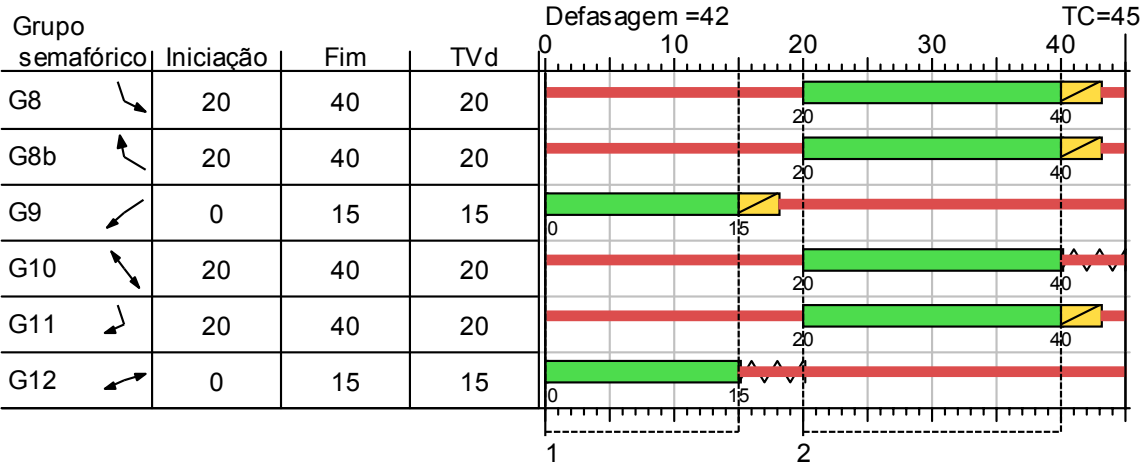 Defasagem =42 TC=45
Grupo
semafórico Iniciação Fim TVd
0 10 20 30 40
G8 20 40 20
20 40
G8b 20 40 20
20 40
G9 0 15 15
0 15
G10 20 40 20
20 40
G11 20 40 20
20 40
G12 0 15 15
0 15
1 2